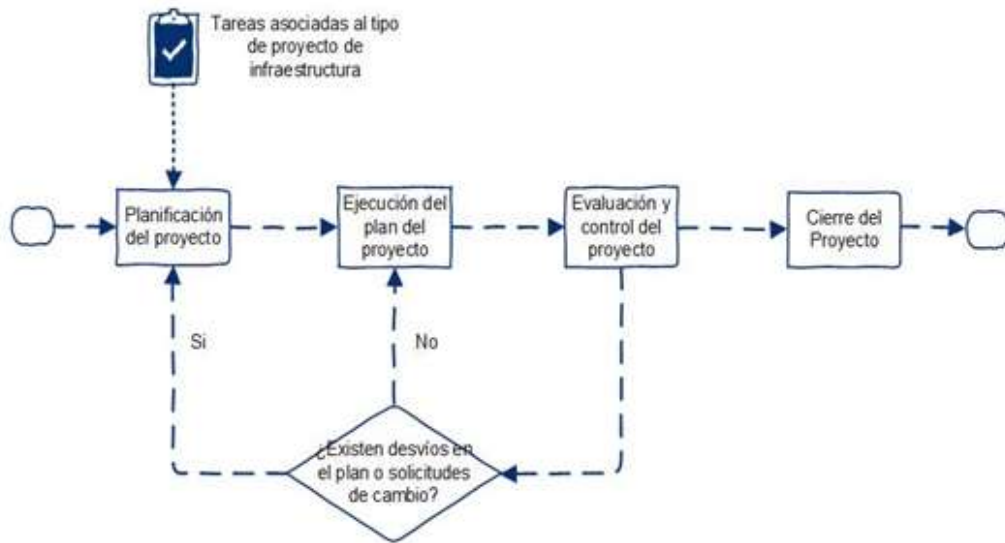 Tareas asociadas al tipo
de proyecto de
infraestructura
Planificación
del proyecto
Ejecución del
plan del
proyecto
Evaluación y
control del
proyecto
Cierre del
Proyecto
Si
No
¿Existen desvíos en
el plan o solicitudes
de cambio?